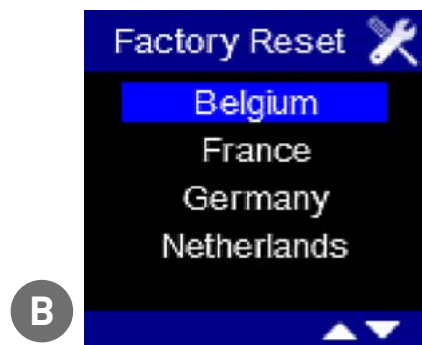 Factory Reset
Belgium
France
Germany
Netherlands
B